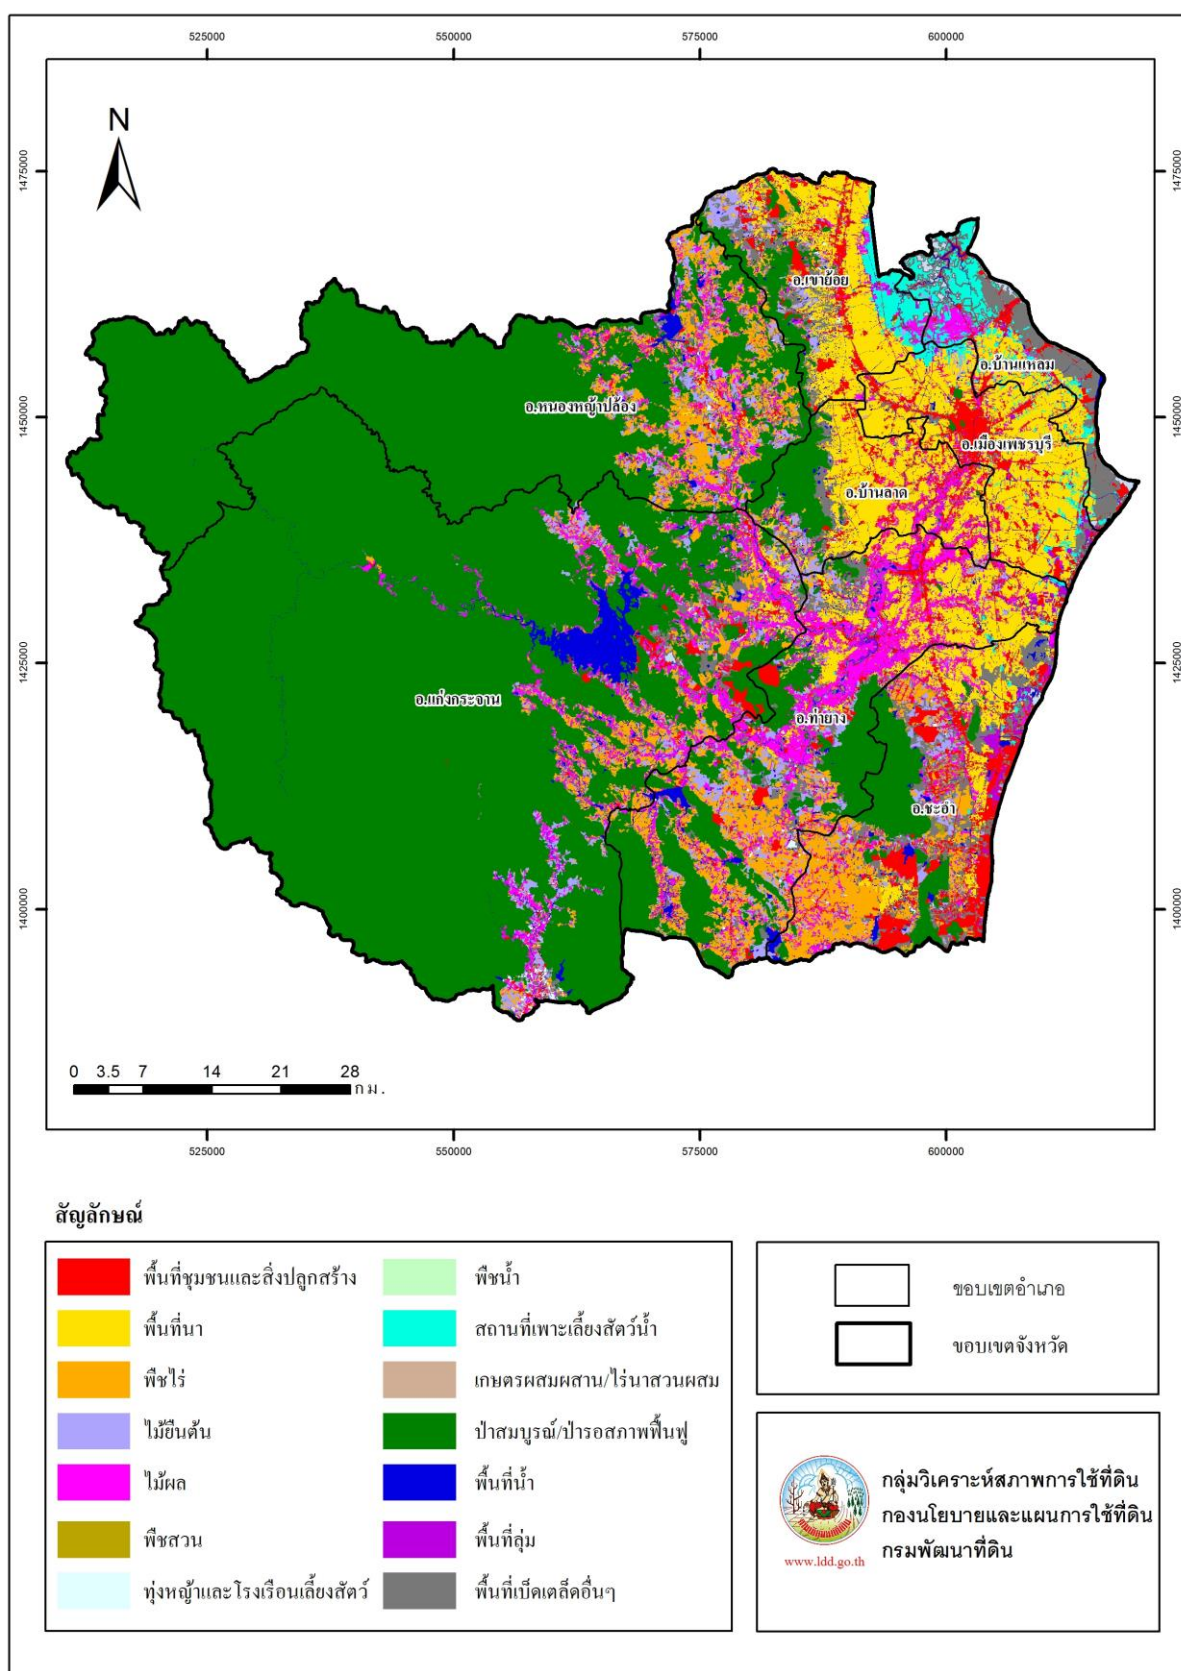 525000 550000 575000 600000
N
1475000 1475000
อ.เขาย้อย
อ.บ้านแหลม
อ.หนองหญ้าปล้อง
1450000 1450000
อ.เมืองเพชรบุรี
อ.บ้านลาด
1425000 1425000
อ.แก่งกระจาน
อ.ท่ายาง
อ.ชะอำ
1400000 1400000
0 3.5 7 14 21 28
กม.
525000 550000 575000 600000
สัญลักษณ์
พื้นที่ชุมชนและสิ่งปลูกสร้าง
พื้นที่นา
พืชไร่
ไม้ยืนต้น
ไม้ผล
พืชสวน
ทุ่งหญ้าและโรงเรือนเลี้ยงสัตว์
พืชน้ำ
สถานที่เพาะเลี้ยงสัตว์น้ำ
เกษตรผสมผสาน/ไร่นาสวนผสม
ป่าสมบูรณ์/ป่ารอสภาพฟื้นฟู
พื้นที่น้ำ
พื้นที่ลุ่ม
พื้นที่เบ็ดเตล็ดอื่นๆ
ขอบเขตอำเภอ
ขอบเขตจังหวัด
กลุ่มวิเคราะห์สภาพการใช้ที่ดิน
กองนโยบายและแผนการใช้ที่ดิน
กรมพัฒนาที่ดิน
www.ldd.go.th